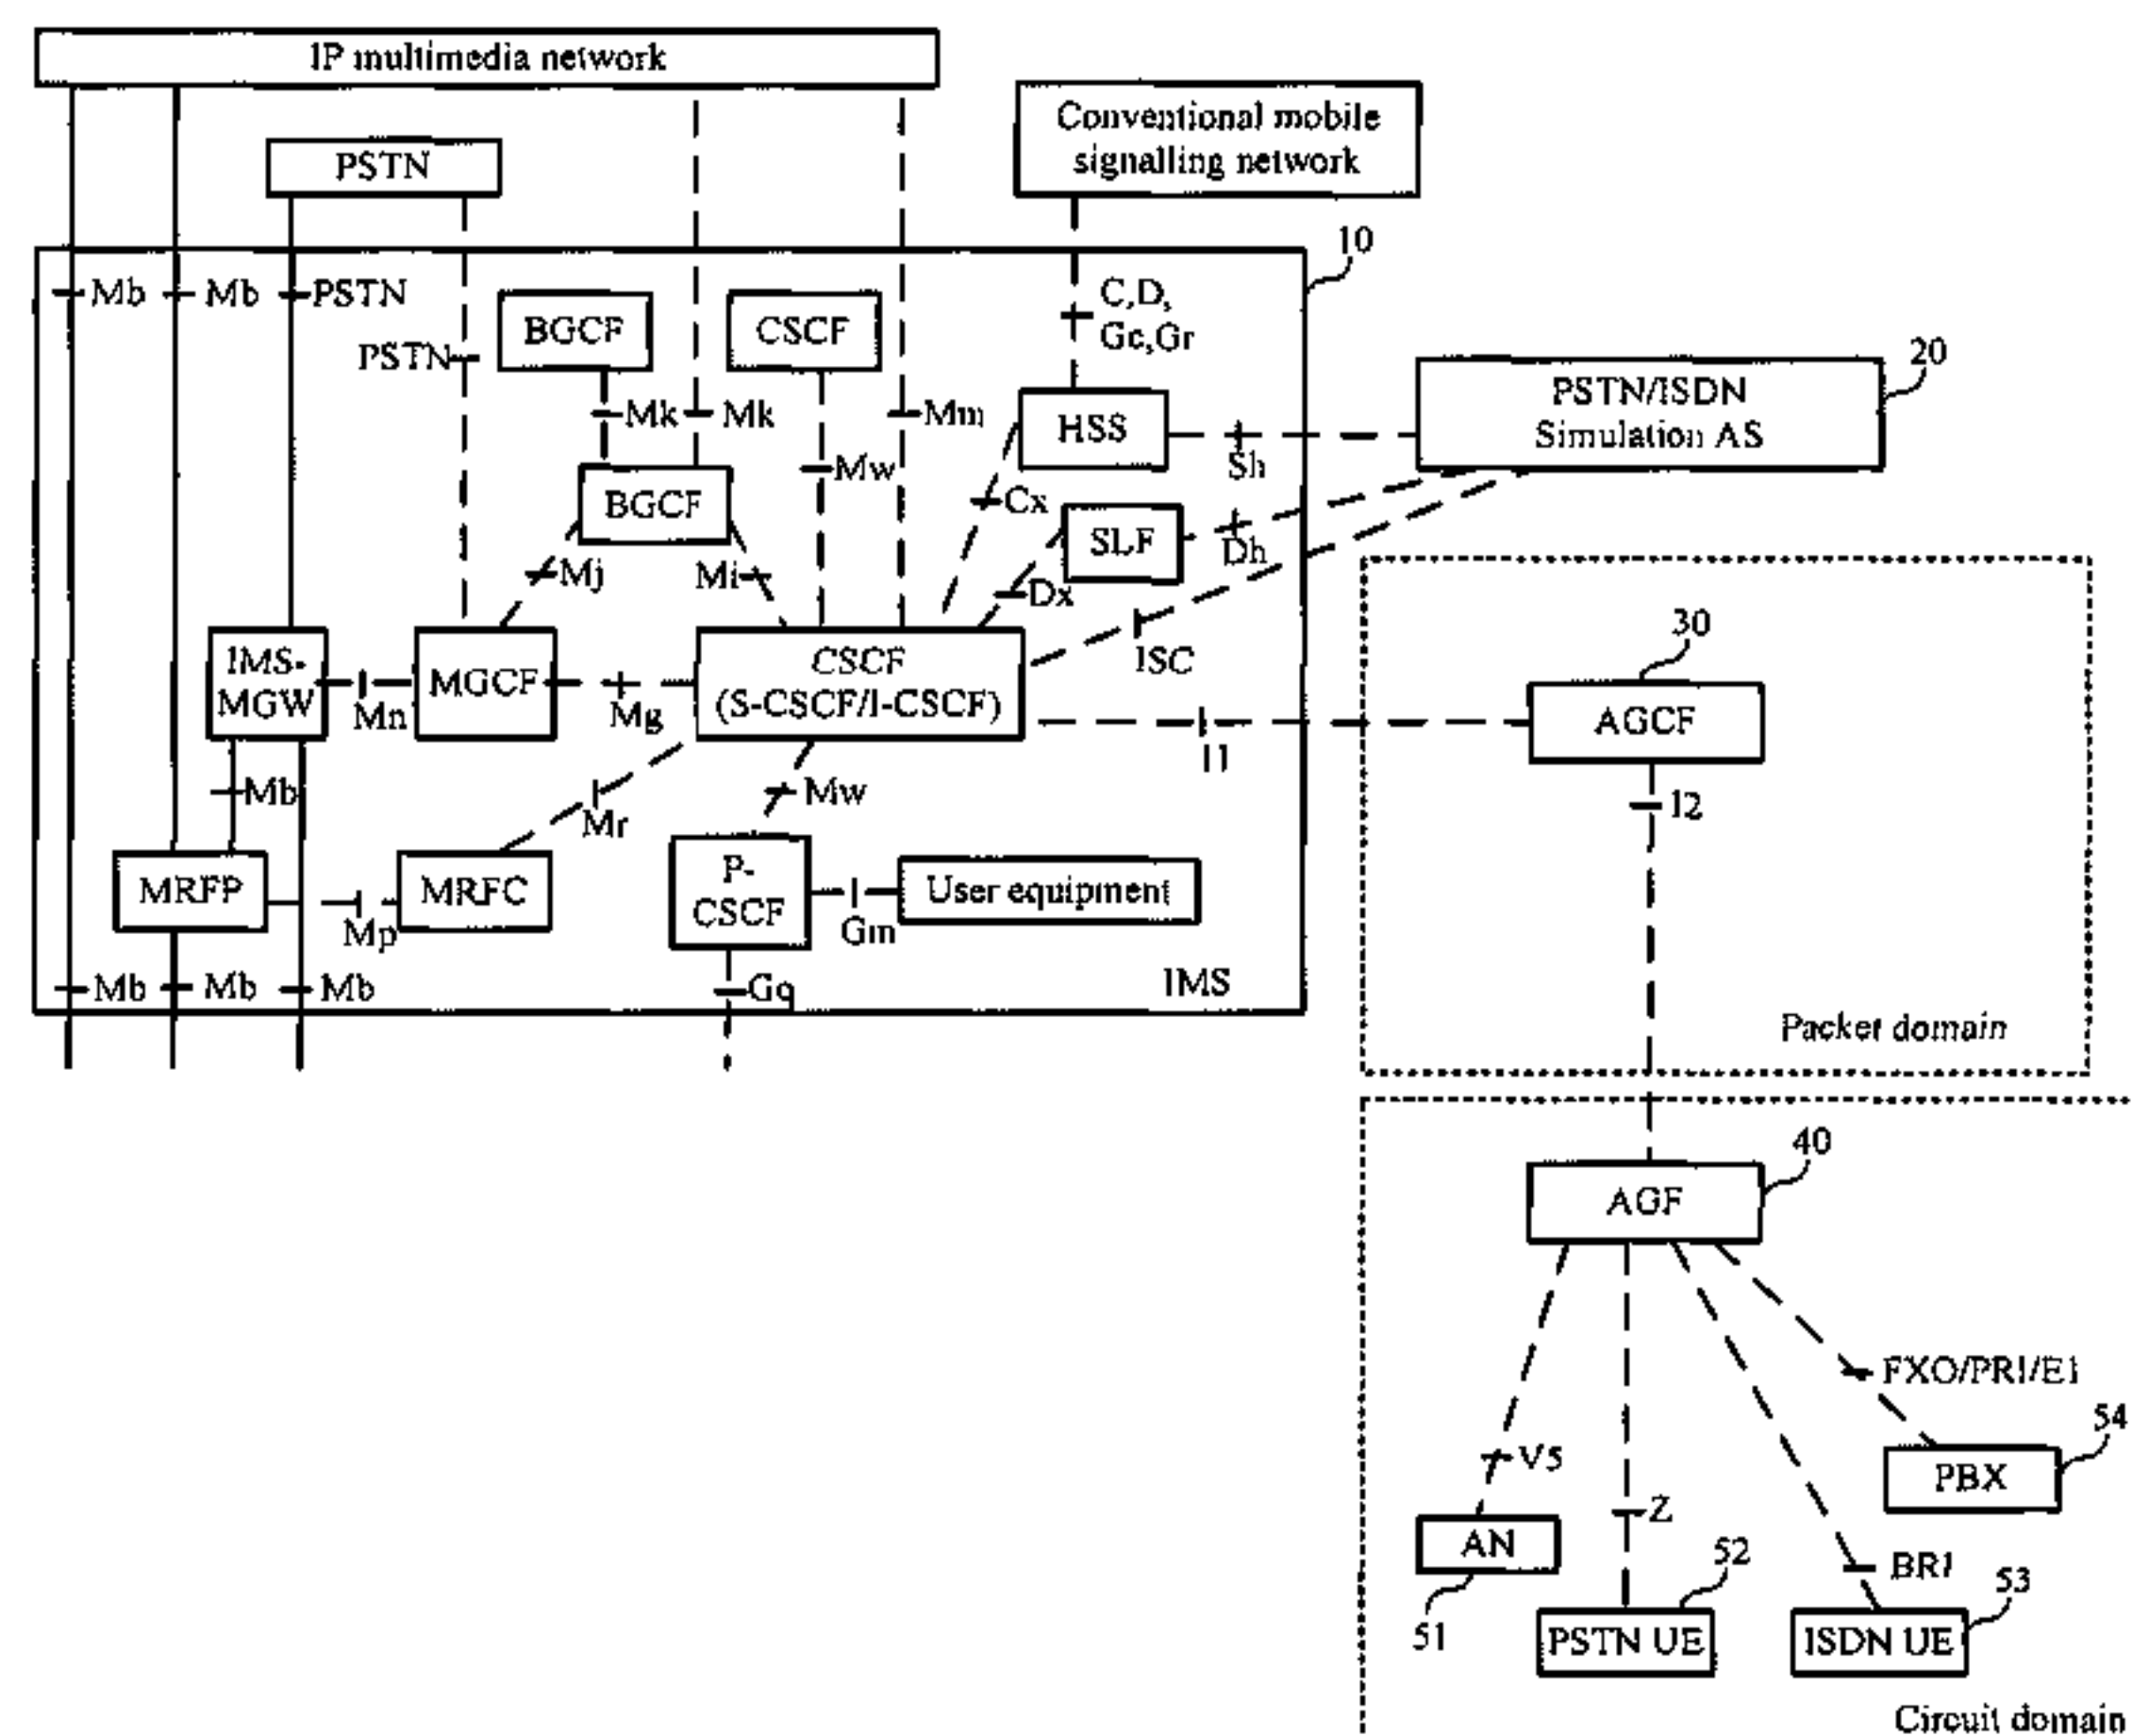 IP multimedia network
Conventional mobile
signalling network
PSTN
10
Mb
Mb
PSTN
C,D,
Gc,Gr
BGCF
CSCF
PSTN
20
PSTN/ISDN
Simulation AS
Mk
Mk
Mm
HSS
Sh
Mw
BGCF
Cx
SLF
Dh
Mj
Mi
Dx
30
ISC
IMS-
MGW
Mn
MGCF
Mg
CSCF
(S-CSCF/I-CSCF)
I1
AGCF
Mb
Mr
Mw
I2
MRFP
Mp
MRFC
P-
CSCF
Gm
User equipment
Mb
Mb
Mb
Gq
IMS
Packet domain
40
AGF
FXO/PRI/E1
54
V5
PBX
Z
AN
52
BRI
53
51
PSTN UE
ISDN UE
Circuit domain